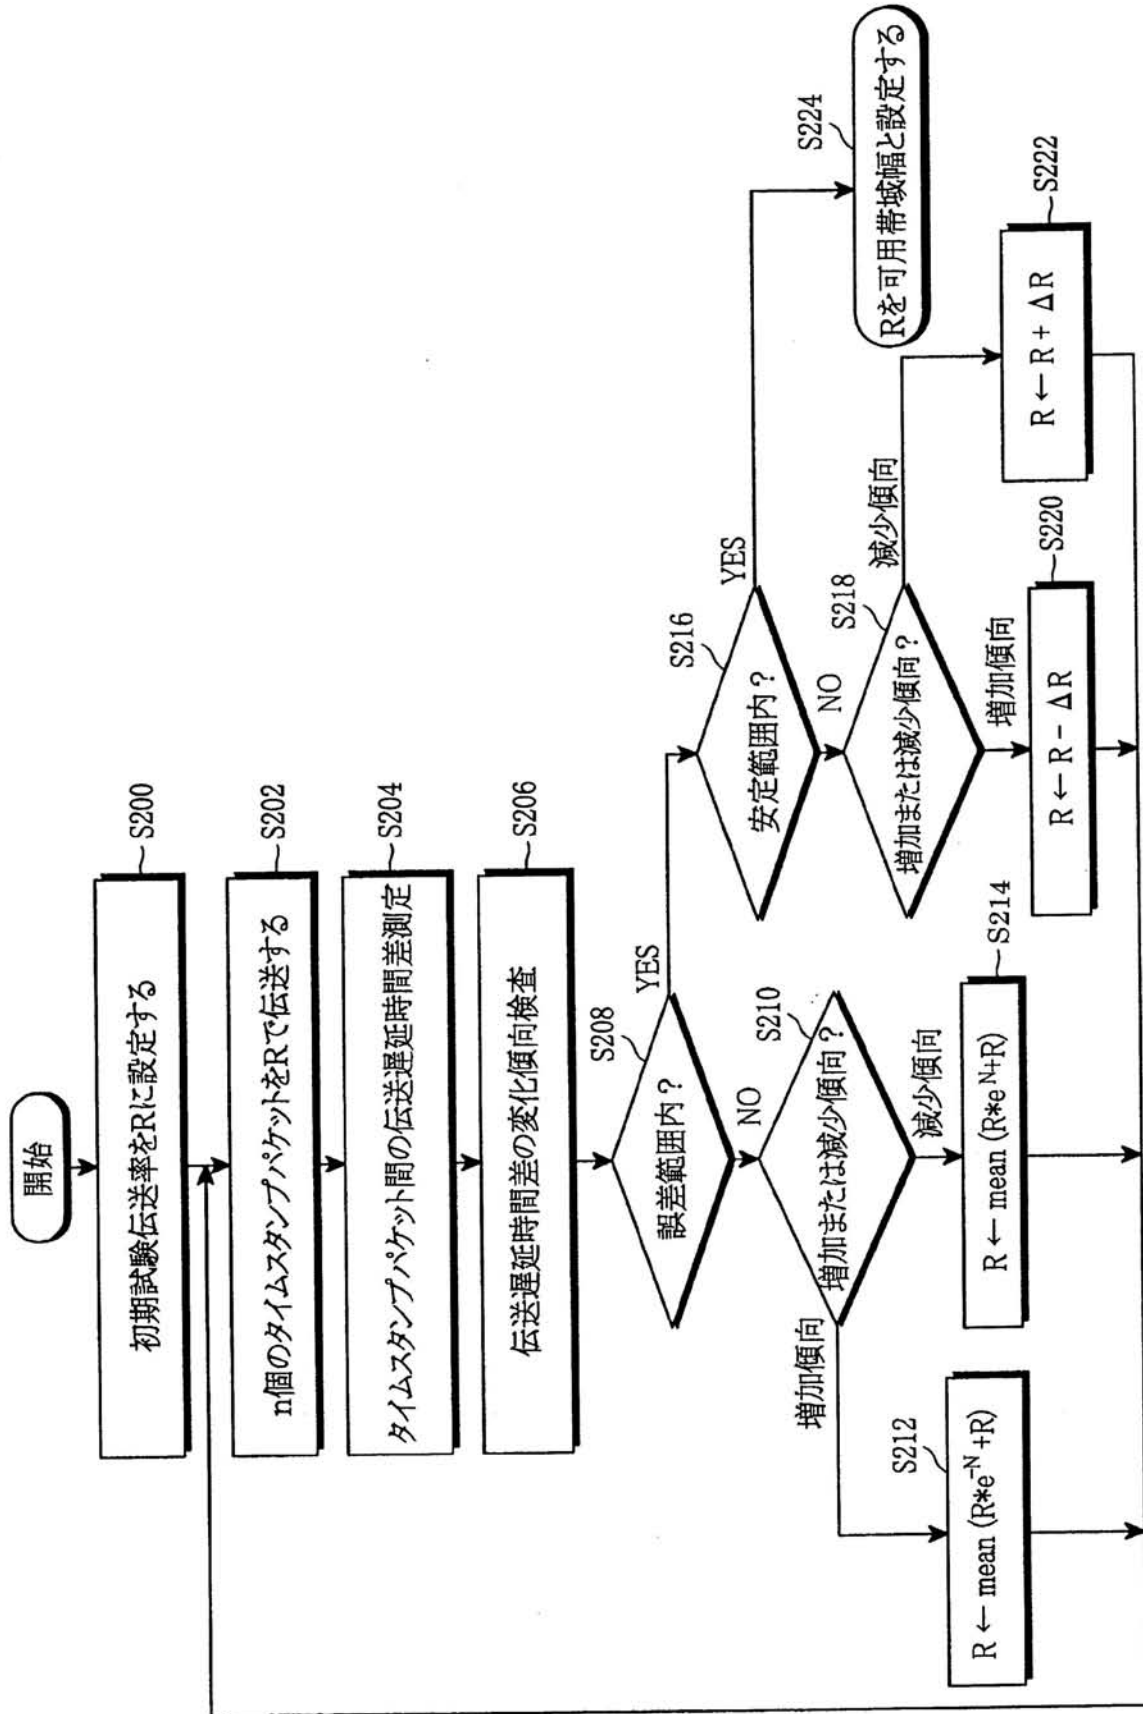 開始
初期試験伝送率をRに設定する
S200
n個のタイムスタンプパケットをRで伝送する
S202
タイムスタンプパケット間の伝送遅延時間差測定
S204
伝送遅延時間差の変化傾向検査
S206
誤差範囲内?
S208
YES
NO
増加または減少傾向?
S210
増加傾向
減少傾向
R ← mean (R*e^-N+R)
S212
R ← mean (R*e^N+R)
S214
安定範囲内?
S216
YES
NO
増加または減少傾向?
S218
増加傾向
減少傾向
R ← R - ΔR
S220
R ← R + ΔR
S222
Rを可用帯域幅と設定する
S224